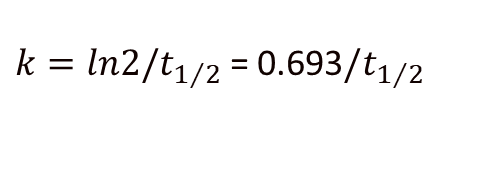 k = ln2/t₁/₂ = 0.693/t₁/₂